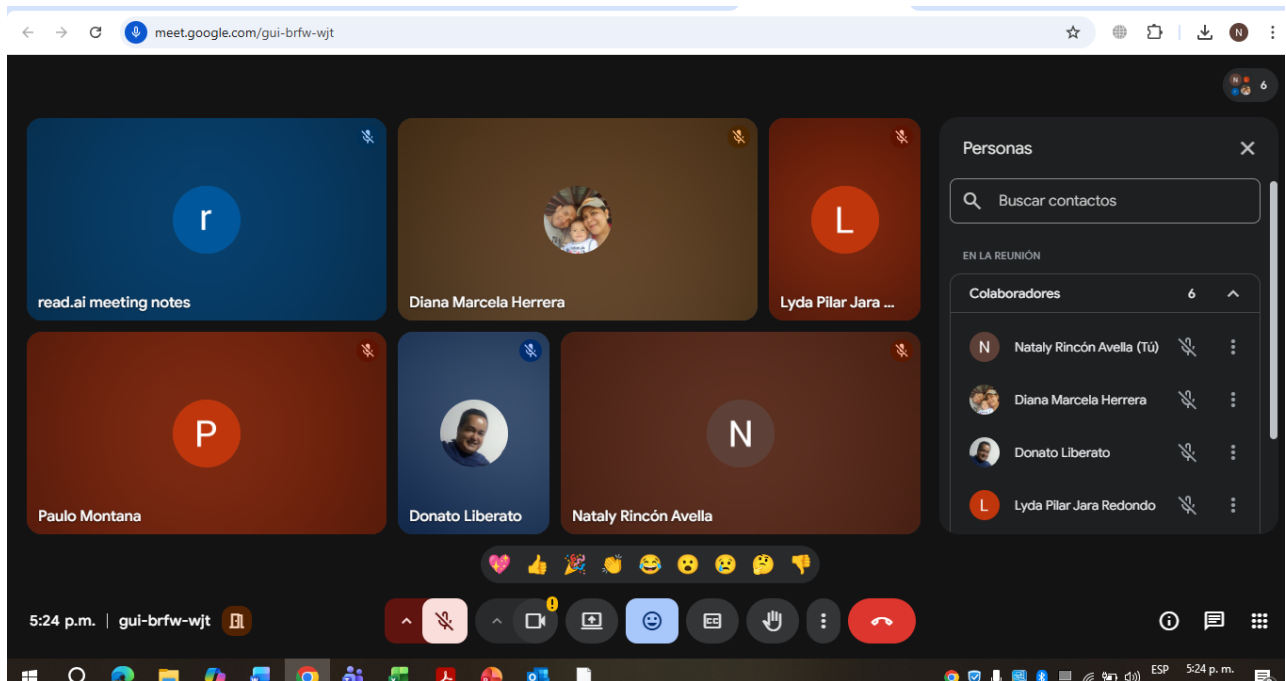 meet.google.com/gui-brfw-wjt
N
N
6
r
read.ai meeting notes
Diana Marcela Herrera
L
Lyda Pilar Jara ...
P
Paulo Montana
Donato Liberato
N
Nataly Rincón Avella
Personas
Buscar contactos
EN LA REUNIÓN
Colaboradores 6
N Nataly Rincón Avella (Tú)
Diana Marcela Herrera
Donato Liberato
L Lyda Pilar Jara Redondo
5:24 p.m. | gui-brfw-wjt
CC
ESP 5:24 p. m.